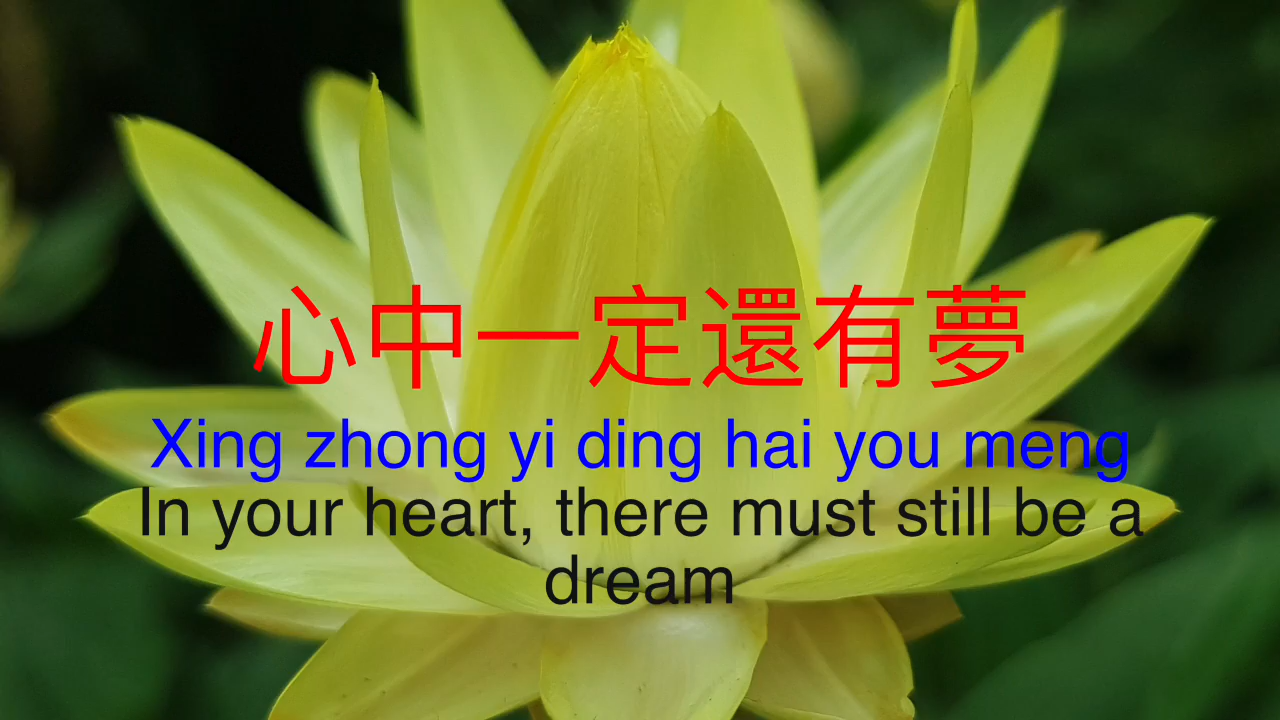 心中一定還有夢
Xing zhong yi ding hai you meng
In your heart, there must still be a
dream